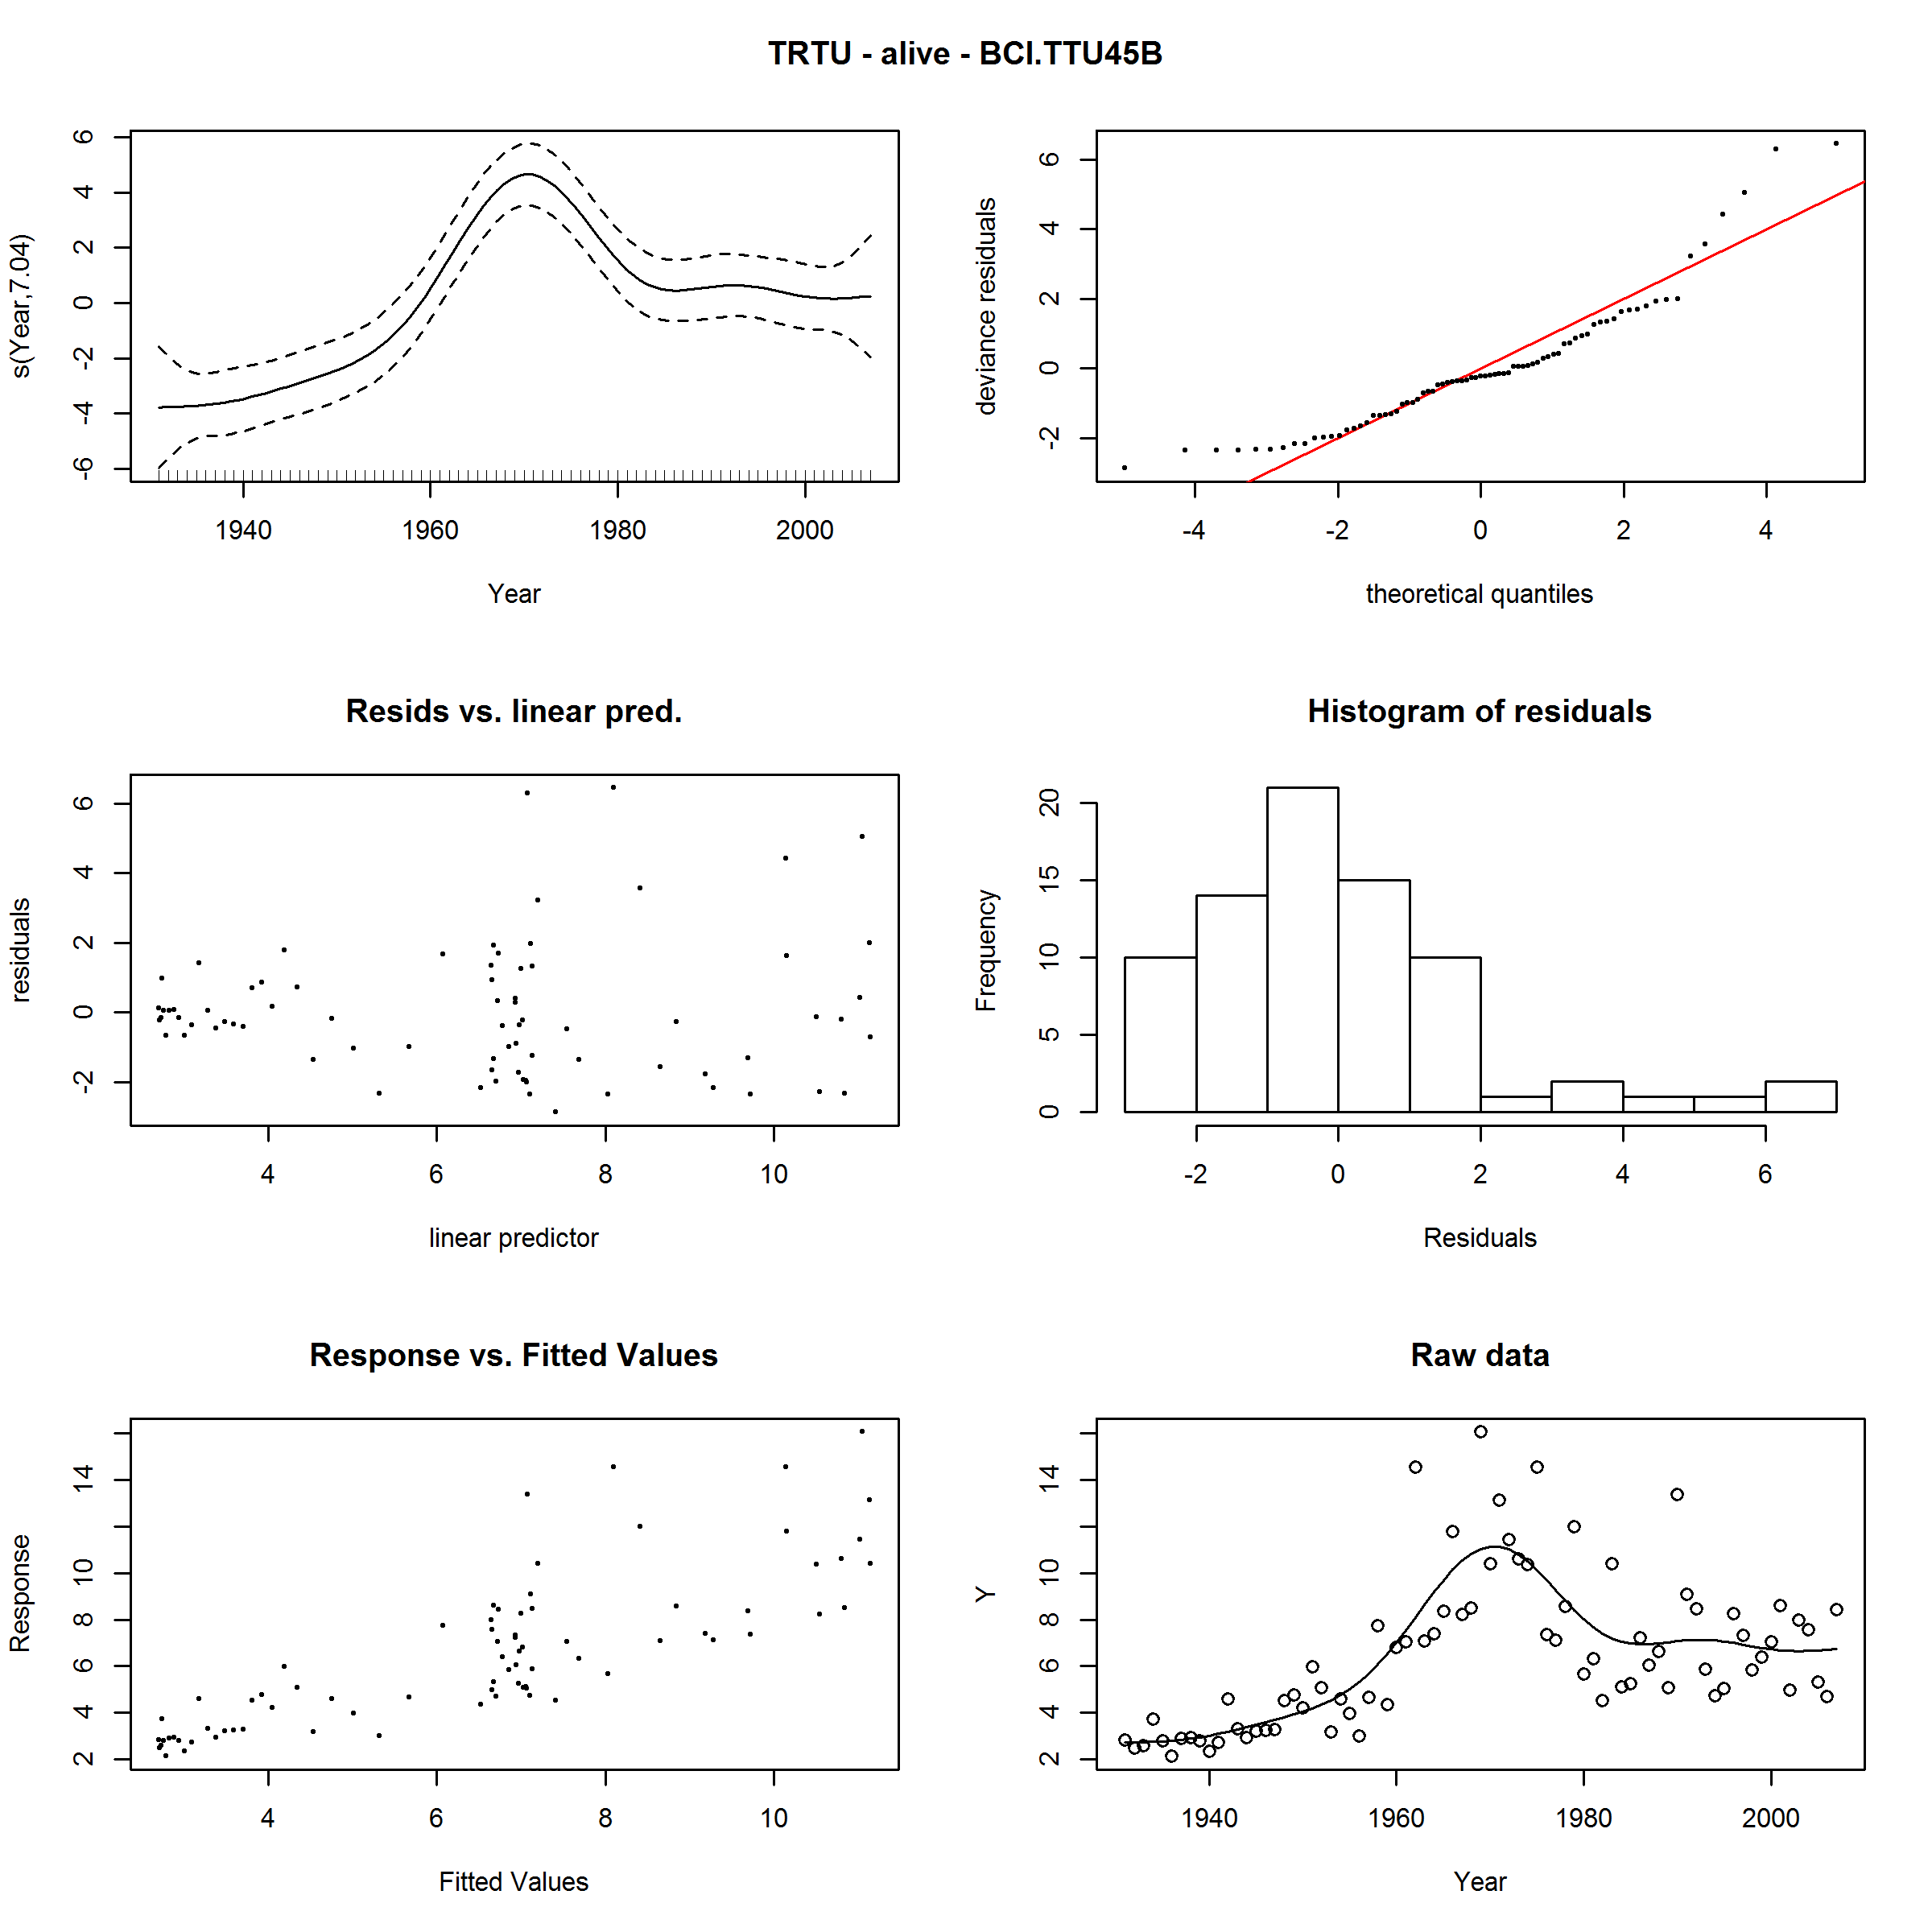 TRTU - alive - BCI.TTU45B
s(Year,7.04)
6
4
2
0
-2
-4
-6
1940 1960 1980 2000
Year
deviance residuals
6
4
2
0
-2
-4 -2 0 2 4
theoretical quantiles
Resids vs. linear pred.
residuals
6
4
2
0
-2
4 6 8 10
linear predictor
Histogram of residuals
Frequency
20
15
10
5
0
-2 0 2 4 6
Residuals
Response vs. Fitted Values
Response
14
10
8
6
4
2
4 6 8 10
Fitted Values
Raw data
Y
14
10
8
6
4
2
1940 1960 1980 2000
Year